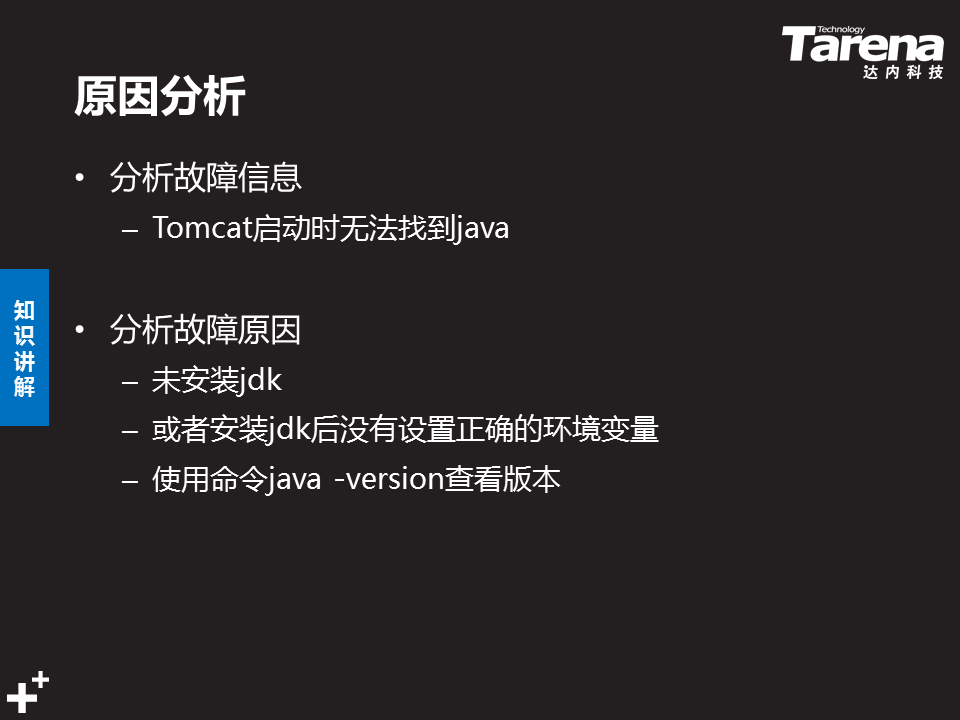 Technology
Tarena
达内科技
原因分析
• 分析故障信息
– Tomcat启动时无法找到java
• 分析故障原因
– 未安装jdk
– 或者安装jdk后没有设置正确的环境变量
– 使用命令java -version查看版本
知识讲解